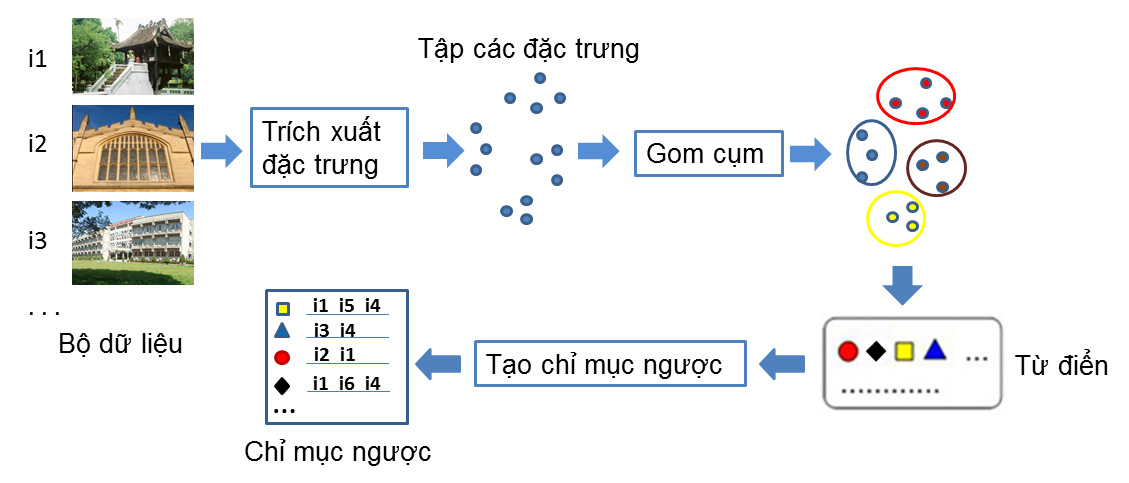 i1
i2
i3
. . .
Bộ dữ liệu
Trích xuất
đặc trưng
Tập các đặc trưng
Gom cụm
...
............
Từ điển
Tạo chỉ mục ngược
i1 i5 i4
i3 i4
i2 i1
i1 i6 i4
...
Chỉ mục ngược